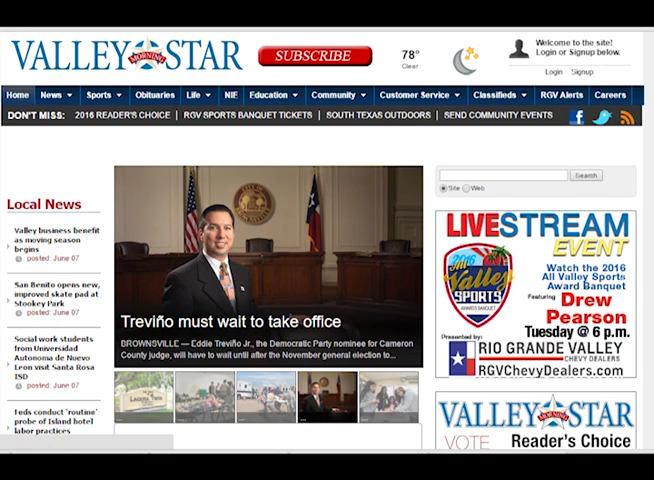 VALLEY MORNING STAR
SUBSCRIBE
78°
Clear
Welcome to the site!
Login or Signup below.
Login Signup
Home News Sports Obituaries Life NIE Education Community Customer Service Classifieds RGV Alerts Careers
DON'T MISS: 2016 READER'S CHOICE | RGV SPORTS BANQUET TICKETS | SOUTH TEXAS OUTDOORS | SEND COMMUNITY EVENTS
Local News
Valley business benefit
as moving season
begins
posted: June 07
San Benito opens new,
improved skate pad at
Stookey Park
posted: June 07
Social work students
from Universidad
Autonoma de Nuevo
Leon visit Santa Rosa
ISD
posted: June 07
Feds conduct 'routine'
probe of Island hotel
labor practices
Treviño must wait to take office
BROWNSVILLE — Eddie Treviño Jr., the Democratic Party nominee for Cameron
County judge, will have to wait until after the November general election to...
Search
Site Web
LIVESTREAM
EVENT
2016
All Valley
SPORTS
AWARDS BANQUET
Watch the 2016
All Valley Sports
Award Banquet
Featuring Drew
Pearson
Tuesday @ 6 p.m.
Presented by:
RIO GRANDE VALLEY
CHEVY DEALERS
RGVChevyDealers.com
VALLEY MORNING STAR
VOTE Reader's Choice